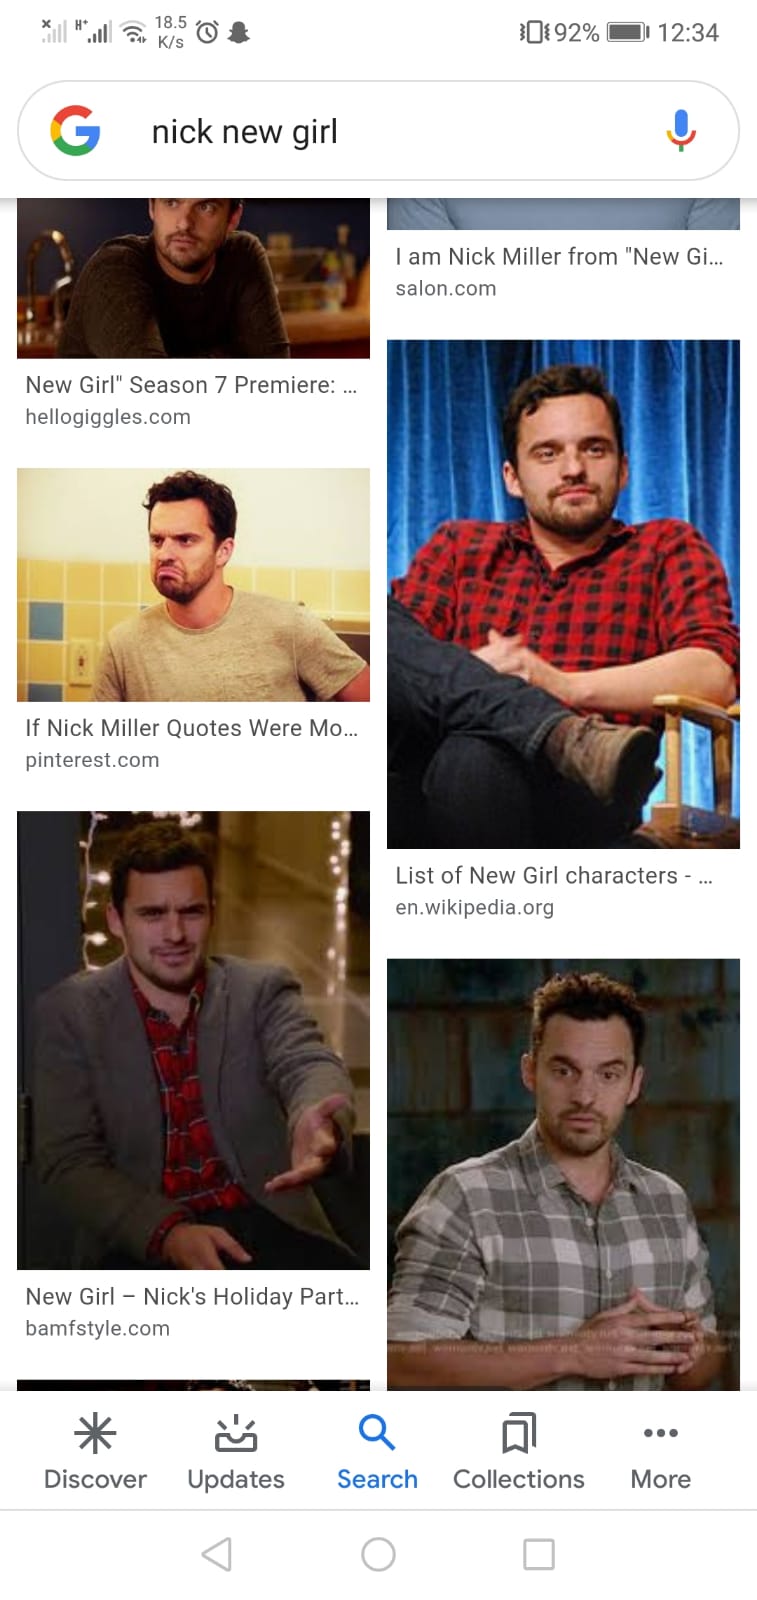 18.5
K/s
H+
92%
12:34
nick new girl
New Girl" Season 7 Premiere: ...
hellogiggles.com
I am Nick Miller from "New Gi...
salon.com
If Nick Miller Quotes Were Mo...
pinterest.com
List of New Girl characters - ...
en.wikipedia.org
New Girl – Nick's Holiday Part...
bamfstyle.com
Discover
Updates
Search
Collections
More